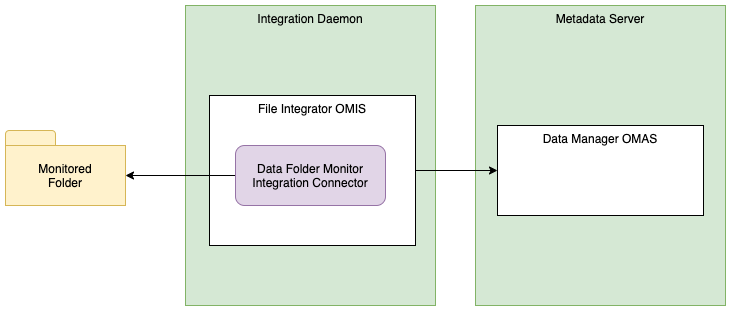 Integration Daemon
Metadata Server
File Integrator OMIS
Data Manager OMAS
Monitored
Folder
Data Folder Monitor
Integration Connector